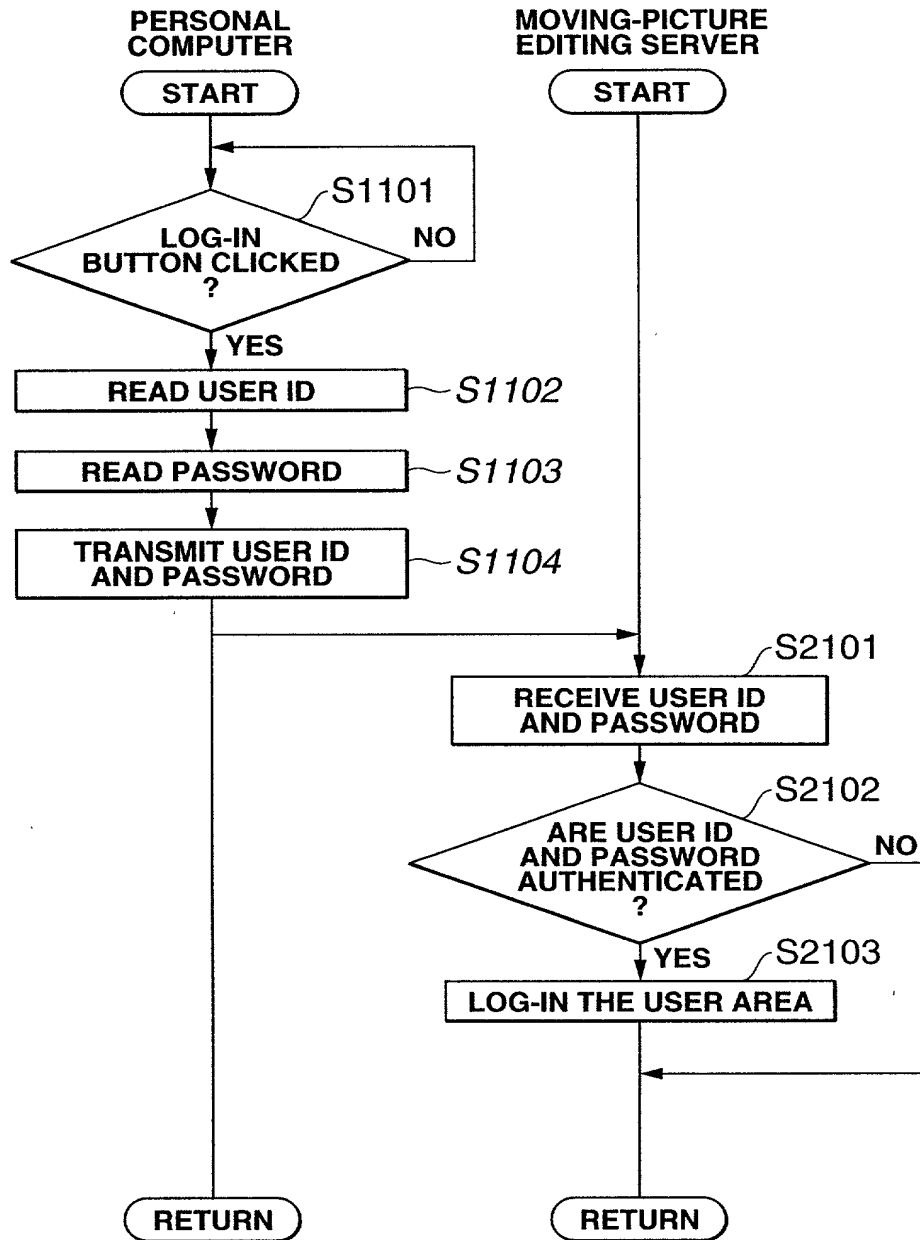 PERSONAL
COMPUTER
START
S1101
LOG-IN
BUTTON CLICKED
?
NO
YES
READ USER ID
S1102
READ PASSWORD
S1103
TRANSMIT USER ID
AND PASSWORD
S1104
RETURN
MOVING-PICTURE
EDITING SERVER
START
S2101
RECEIVE USER ID
AND PASSWORD
S2102
ARE USER ID
AND PASSWORD
AUTHENTICATED
?
NO
YES
S2103
LOG-IN THE USER AREA
RETURN